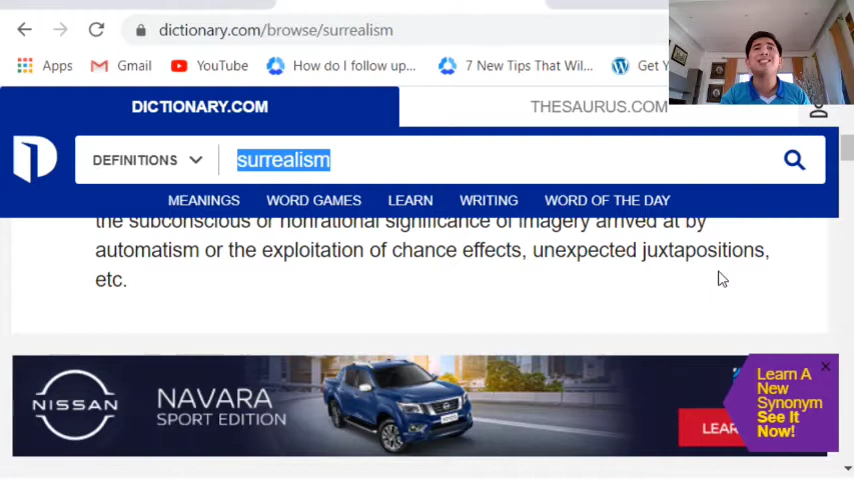 dictionary.com/browse/surrealism
Apps Gmail YouTube How do I follow up... 7 New Tips That Wil... Get Y
DICTIONARY.COM THESAURUS.COM
DEFINITIONS surrealism
MEANINGS WORD GAMES LEARN WRITING WORD OF THE DAY
the subconscious or nonrational significance of imagery arrived at by
automatism or the exploitation of chance effects, unexpected juxtapositions,
etc.
NISSAN
NAVARA
SPORT EDITION
LEAR
Learn A
New
Synonym
See It
Now!